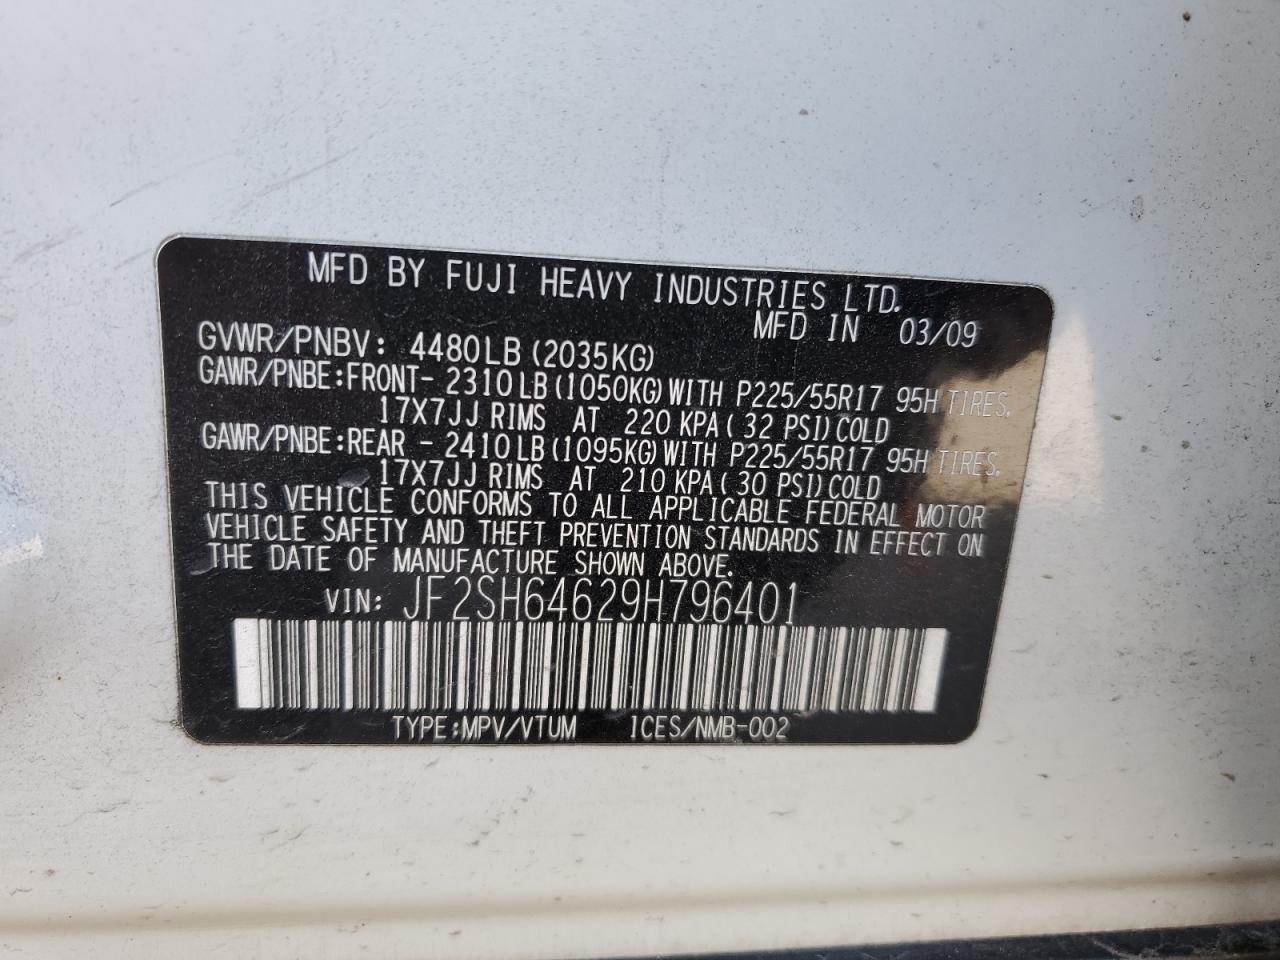 MFD BY FUJI HEAVY INDUSTRIES LTD.
MFD IN 03/09
GVWR/PNBV: 4480LB(2035KG)
GAWR/PNBE:FRONT- 2310LB(1050KG)WITH P225/55R17 95H TIRES.
17X7JJ RIMS AT 220 KPA( 32 PSI)COLD
GAWR/PNBE:REAR - 2410LB(1095KG)WITH P225/55R17 95H TIRES.
17X7JJ RIMS AT 210 KPA( 30 PSI)COLD
THIS VEHICLE CONFORMS TO ALL APPLICABLE FEDERAL MOTOR
VEHICLE SAFETY AND THEFT PREVENTION STANDARDS IN EFFECT ON
THE DATE OF MANUFACTURE SHOWN ABOVE.
VIN: JF2SH64629H796401
TYPE:MPV/VTUM ICES/NMB-002